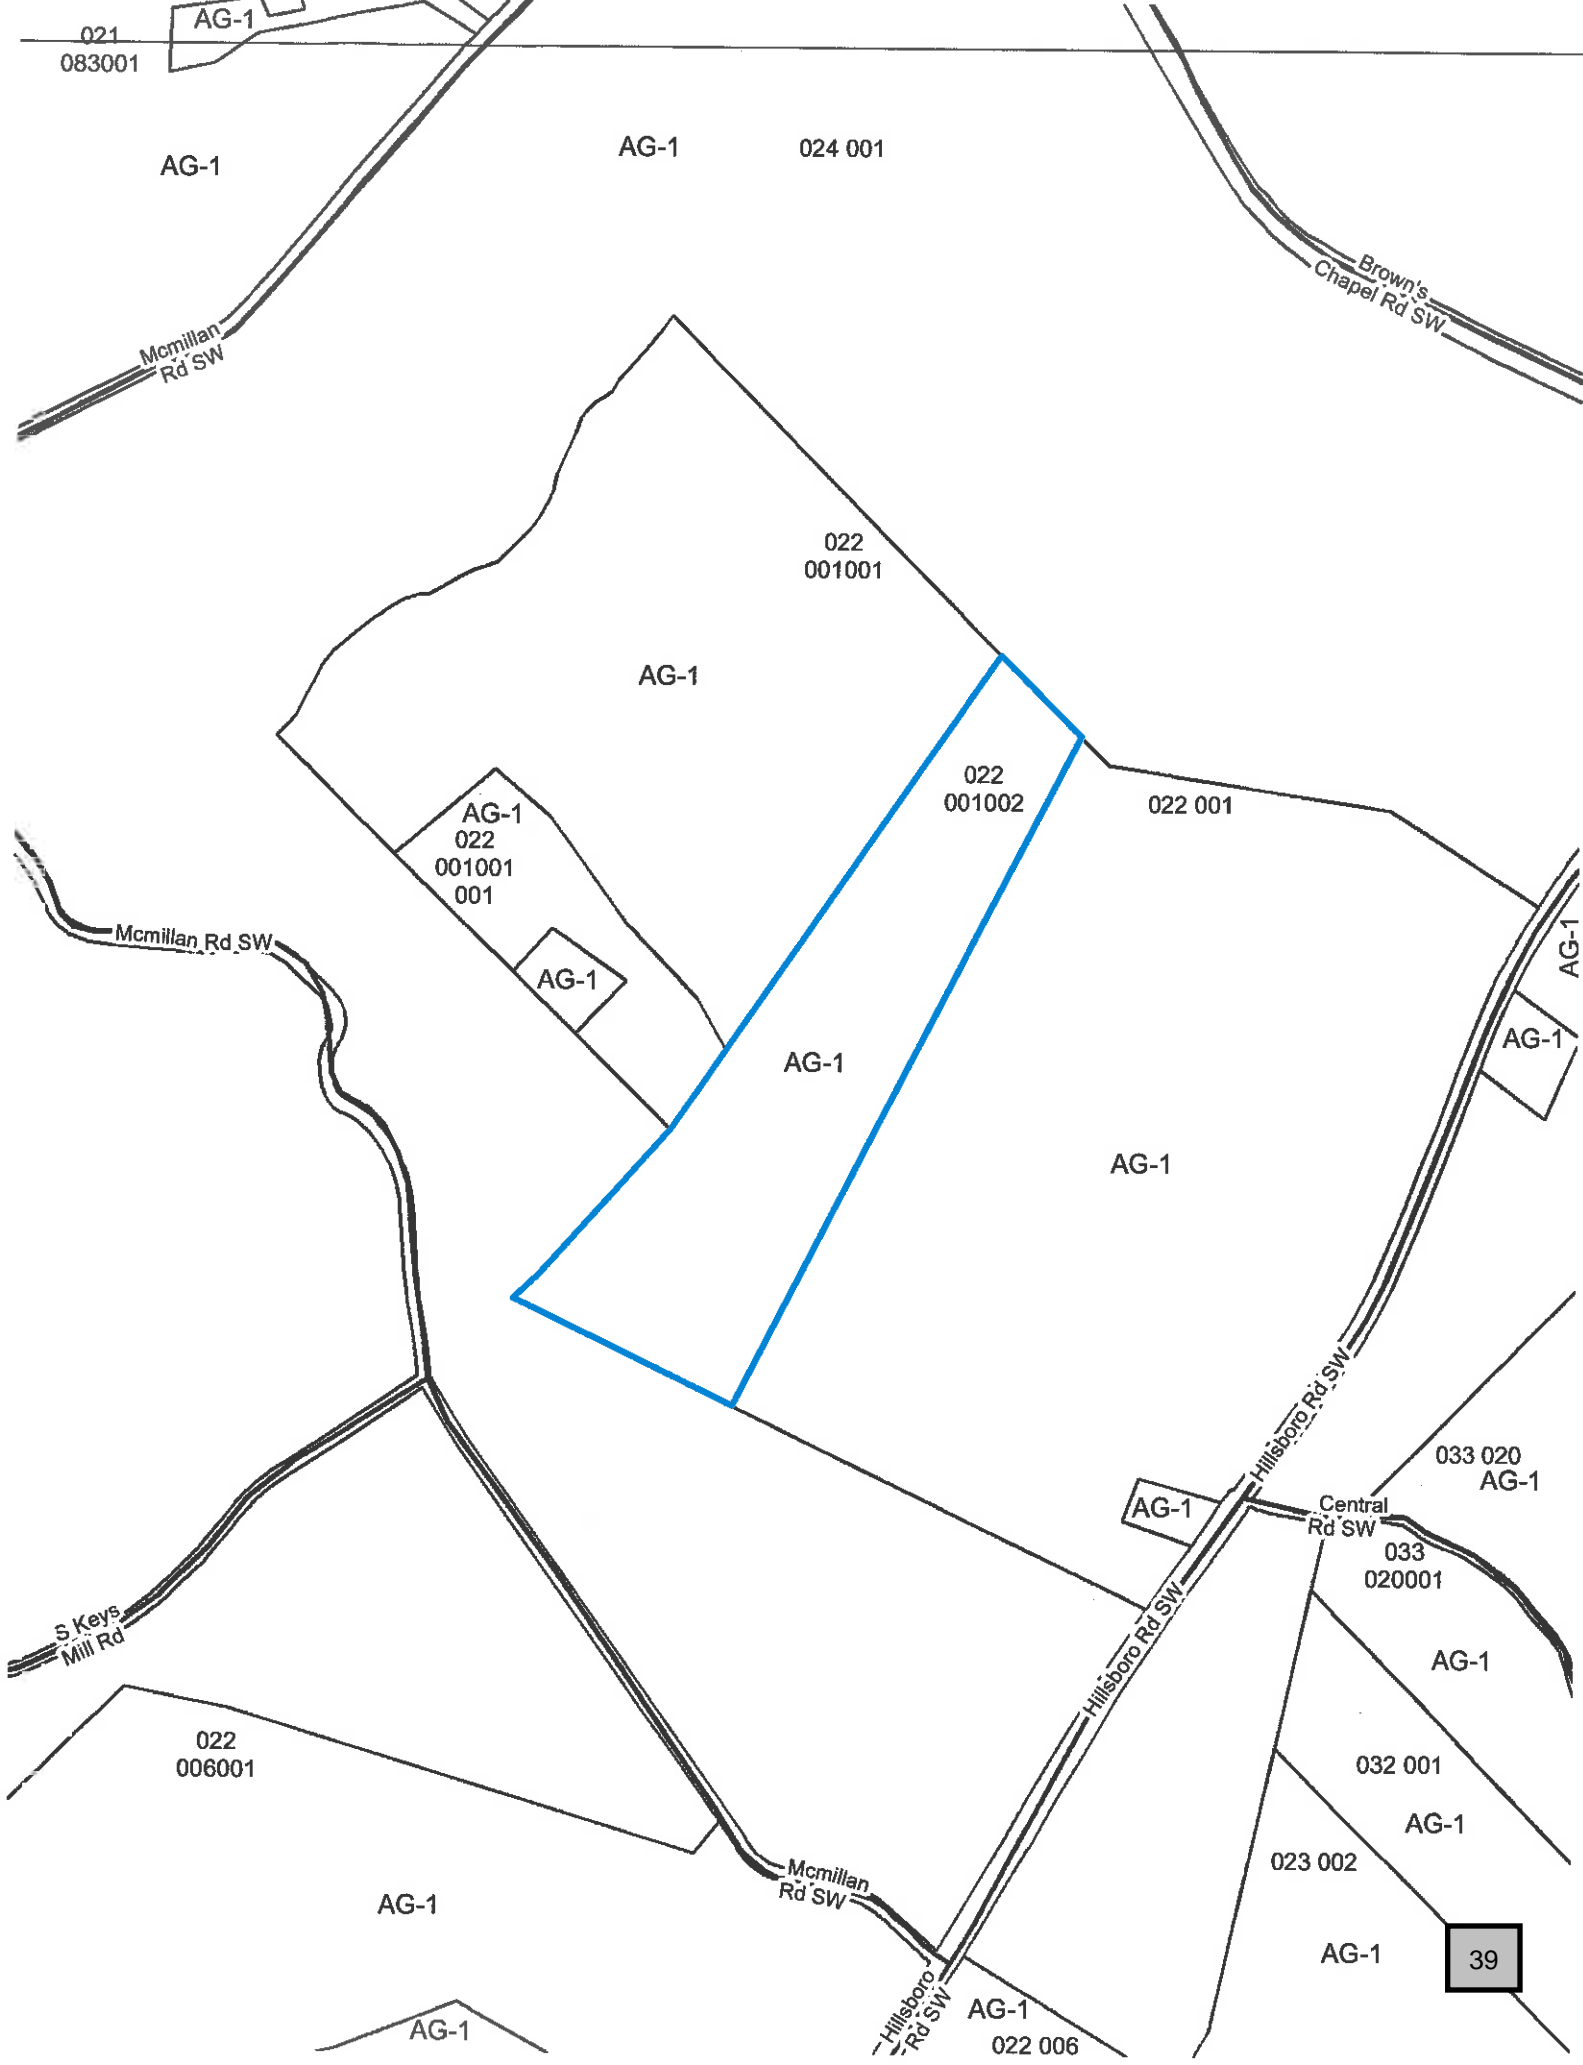 AG-1
021
083001
AG-1
AG-1
024 001
Brown's
Chapel Rd SW
Mcmillan
Rd SW
022
001001
AG-1
022
001002
022 001
AG-1
022
001001
001
AG-1
Mcmillan Rd SW
AG-1
AG-1
AG-1
AG-1
Hillsboro Rd SW
033 020
AG-1
AG-1
Central
Rd SW
033
020001
S Keys
Mill Rd
Hillsboro Rd SW
AG-1
022
006001
032 001
AG-1
023 002
Mcmillan
Rd SW
AG-1
AG-1
39
Hillsboro
Rd SW
AG-1
AG-1
022 006